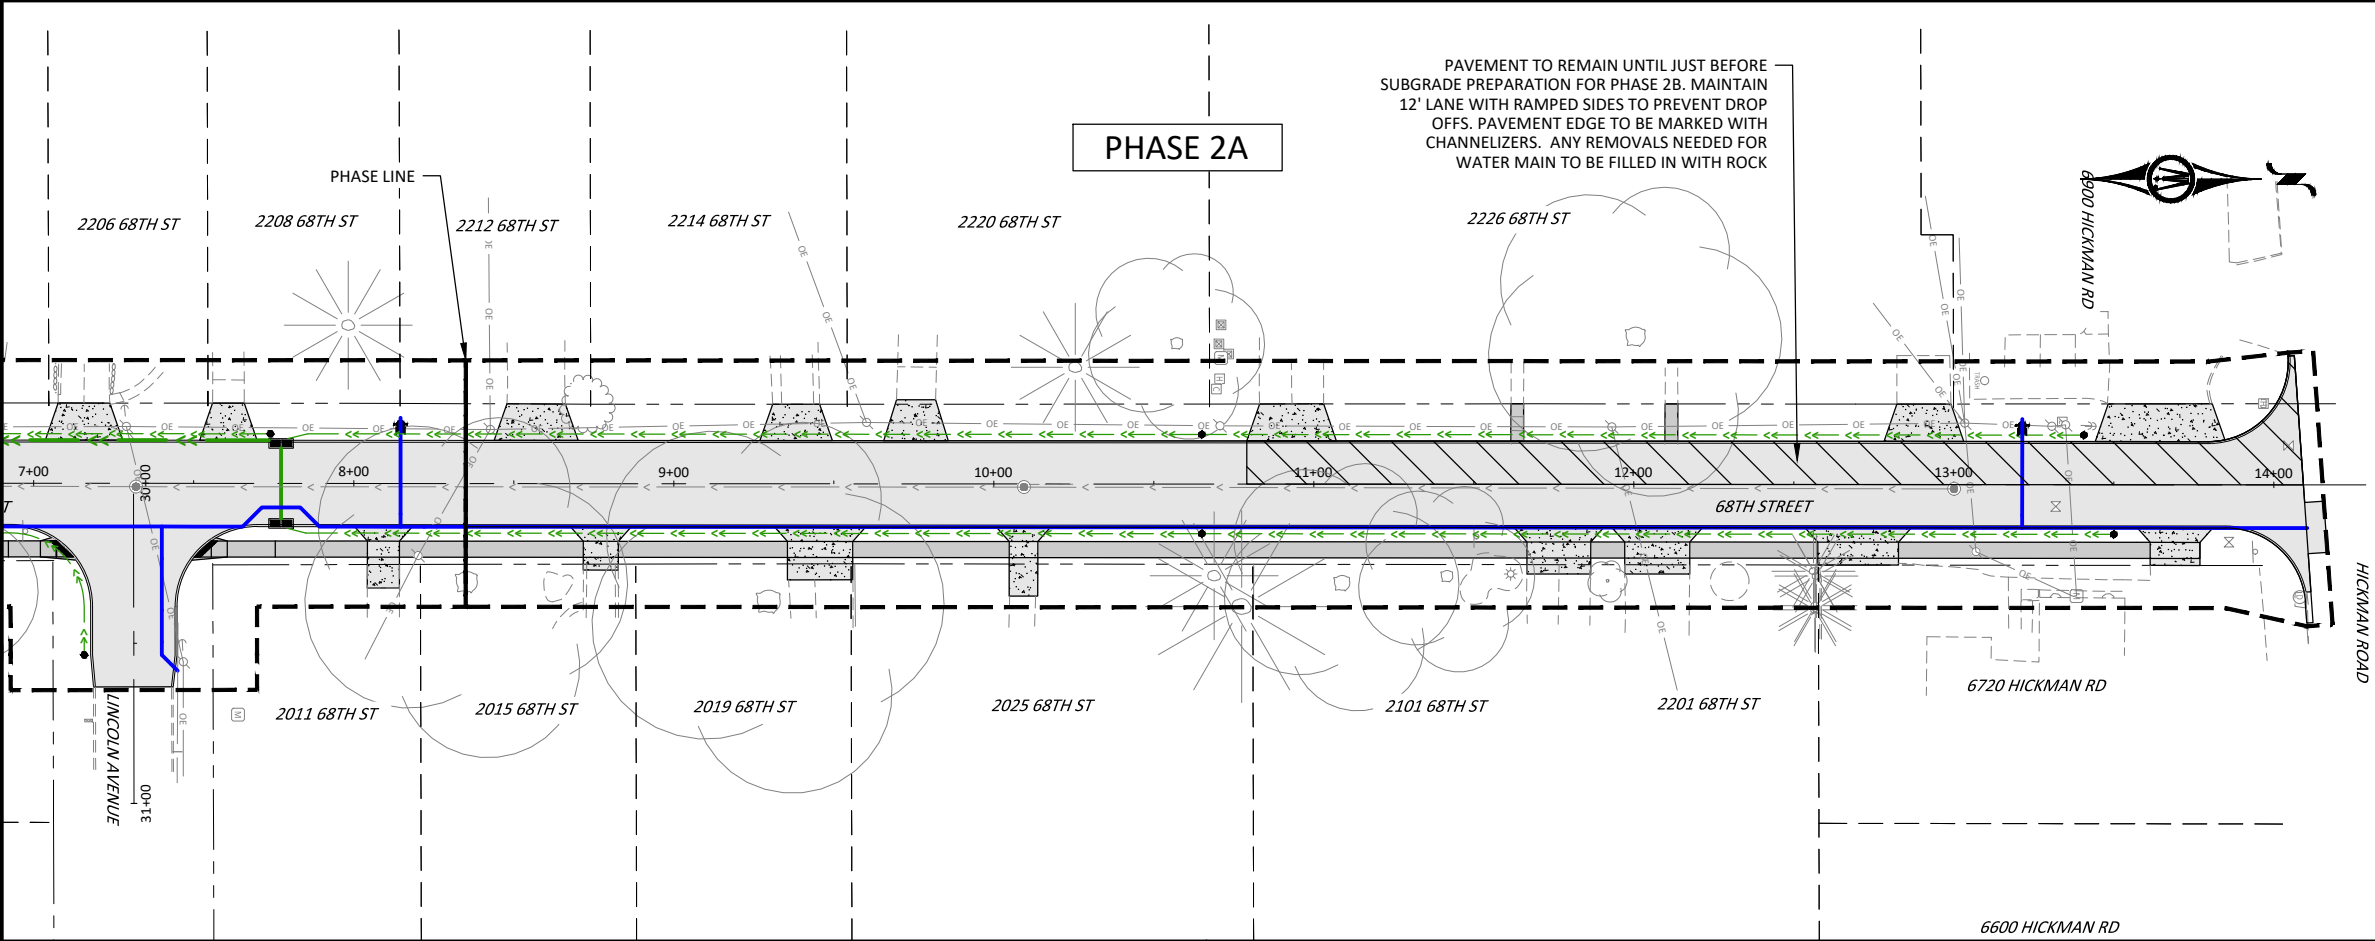 PAVEMENT TO REMAIN UNTIL JUST BEFORE
SUBGRADE PREPARATION FOR PHASE 2B. MAINTAIN
12' LANE WITH RAMPED SIDES TO PREVENT DROP
OFFS. PAVEMENT EDGE TO BE MARKED WITH
CHANNELIZERS. ANY REMOVALS NEEDED FOR
WATER MAIN TO BE FILLED IN WITH ROCK
PHASE 2A
PHASE LINE
2206 68TH ST
2208 68TH ST
2212 68TH ST
2214 68TH ST
2220 68TH ST
2226 68TH ST
6900 HICKMAN RD
7+00
8+00
9+00
10+00
11+00
12+00
13+00
14+00
30+00
68TH STREET
HICKMAN ROAD
2011 68TH ST
2015 68TH ST
2019 68TH ST
2025 68TH ST
2101 68TH ST
2201 68TH ST
6720 HICKMAN RD
LINCOLN AVENUE
31+00
6600 HICKMAN RD